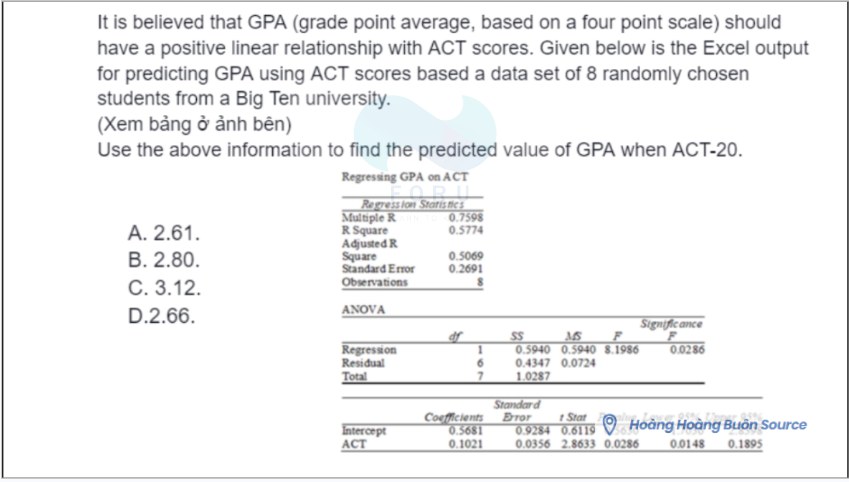 It is believed that GPA (grade point average, based on a four point scale) should
have a positive linear relationship with ACT scores. Given below is the Excel output
for predicting GPA using ACT scores based a data set of 8 randomly chosen
students from a Big Ten university.
(Xem bảng ở ảnh bên)
Use the above information to find the predicted value of GPA when ACT-20.
Regressing GPA on ACT
FORU
Regression Statistics
Multiple R 0.7598
R Square 0.5774
Adjusted R
Square 0.5069
Standard Error 0.2691
Observations 8
A. 2.61.
B. 2.80.
C. 3.12.
D.2.66.
ANOVA
Significance
df SS MS F F
Regression 1 0.5940 0.5940 8.1986 0.0286
Residual 6 0.4347 0.0724
Total 7 1.0287
Standard
Coefficients Error t Stat Lower 95% Upper 95%
Intercept 0.5681 0.9284 0.6119
Hoàng Hoàng Buôn Source
ACT 0.1021 0.0356 2.8633 0.0286 0.0148 0.1895